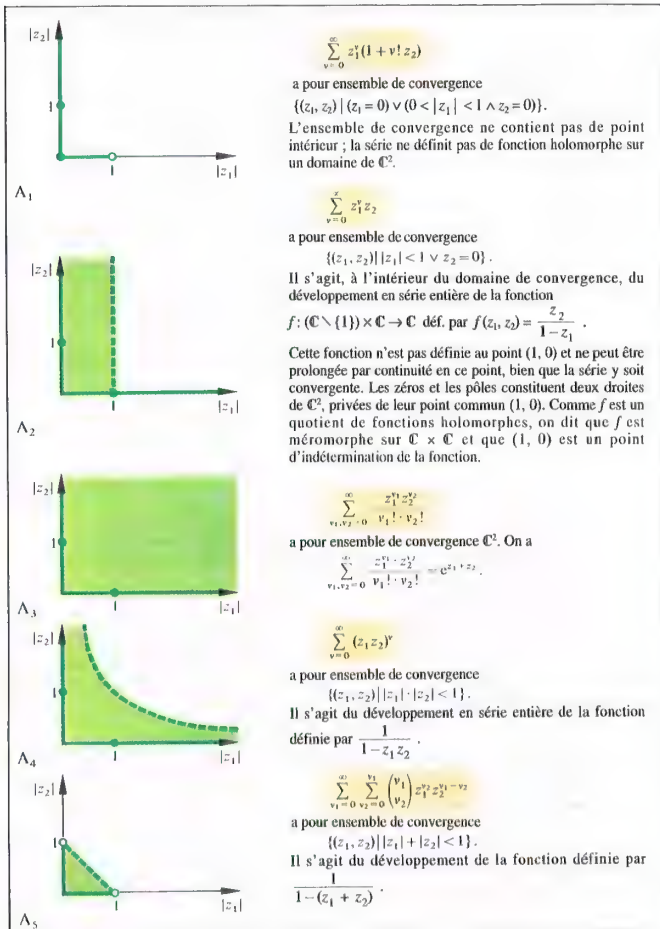 |z₂|
1
1
|z₁|
A₁
∑_{ν=0}^{∞} z₁^ν (1 + ν! z₂)
a pour ensemble de convergence
{(z₁, z₂) | (z₁ = 0) ∨ (0 < |z₁| < 1 ∧ z₂ = 0)}.
L'ensemble de convergence ne contient pas de point
intérieur ; la série ne définit pas de fonction holomorphe sur
un domaine de ℂ².
|z₂|
1
1
|z₁|
A₂
∑_{ν=0}^{∞} z₁^ν z₂
a pour ensemble de convergence
{(z₁, z₂) | |z₁| < 1 ∨ z₂ = 0}.
Il s'agit, à l'intérieur du domaine de convergence, du
développement en série entière de la fonction
f : (ℂ \ {1}) × ℂ → ℂ déf. par f(z₁, z₂) = z₂ / (1 − z₁) .
Cette fonction n'est pas définie au point (1, 0) et ne peut être
prolongée par continuité en ce point, bien que la série y soit
convergente. Les zéros et les pôles constituent deux droites
de ℂ², privées de leur point commun (1, 0). Comme f est un
quotient de fonctions holomorphes, on dit que f est
méromorphe sur ℂ × ℂ et que (1, 0) est un point
d'indétermination de la fonction.
|z₂|
1
1
|z₁|
A₃
∑_{ν₁,ν₂=0}^{∞} z₁^{ν₁} z₂^{ν₂} / (ν₁! · ν₂!)
a pour ensemble de convergence ℂ². On a
∑_{ν₁,ν₂=0}^{∞} z₁^{ν₁} · z₂^{ν₂} / (ν₁! · ν₂!) = e^{z₁ + z₂}.
|z₂|
1
1
|z₁|
A₄
∑_{ν=0}^{∞} (z₁z₂)^ν
a pour ensemble de convergence
{(z₁, z₂) | |z₁| · |z₂| < 1}.
Il s'agit du développement en série entière de la fonction
définie par 1 / (1 − z₁z₂) .
|z₂|
1
1
|z₁|
A₅
∑_{ν₁=0}^{∞} ∑_{ν₂=0}^{ν₁} (ν₁ ν₂) z₁^{ν₂} z₂^{ν₁−ν₂}
a pour ensemble de convergence
{(z₁, z₂) | |z₁| + |z₂| < 1}.
Il s'agit du développement de la fonction définie par
1 / (1 − (z₁ + z₂)) .